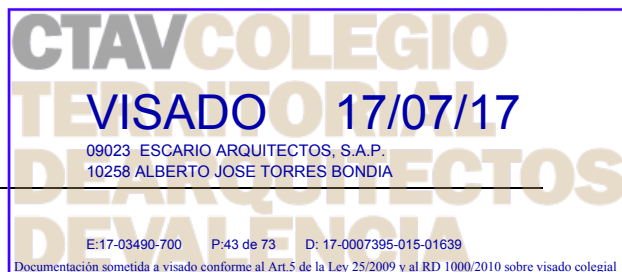 CTAVCOLEGIO
TERRITORIAL
VISADO 17/07/17
09023 ESCARIO ARQUITECTOS, S.A.P.
10258 ALBERTO JOSE TORRES BONDIA
DEARQUITECTOS
DEVALENCIA
E:17-03490-700 P:43 de 73 D: 17-0007395-015-01639
Documentación sometida a visado conforme al Art.5 de la Ley 25/2009 y al RD 1000/2010 sobre visado colegial